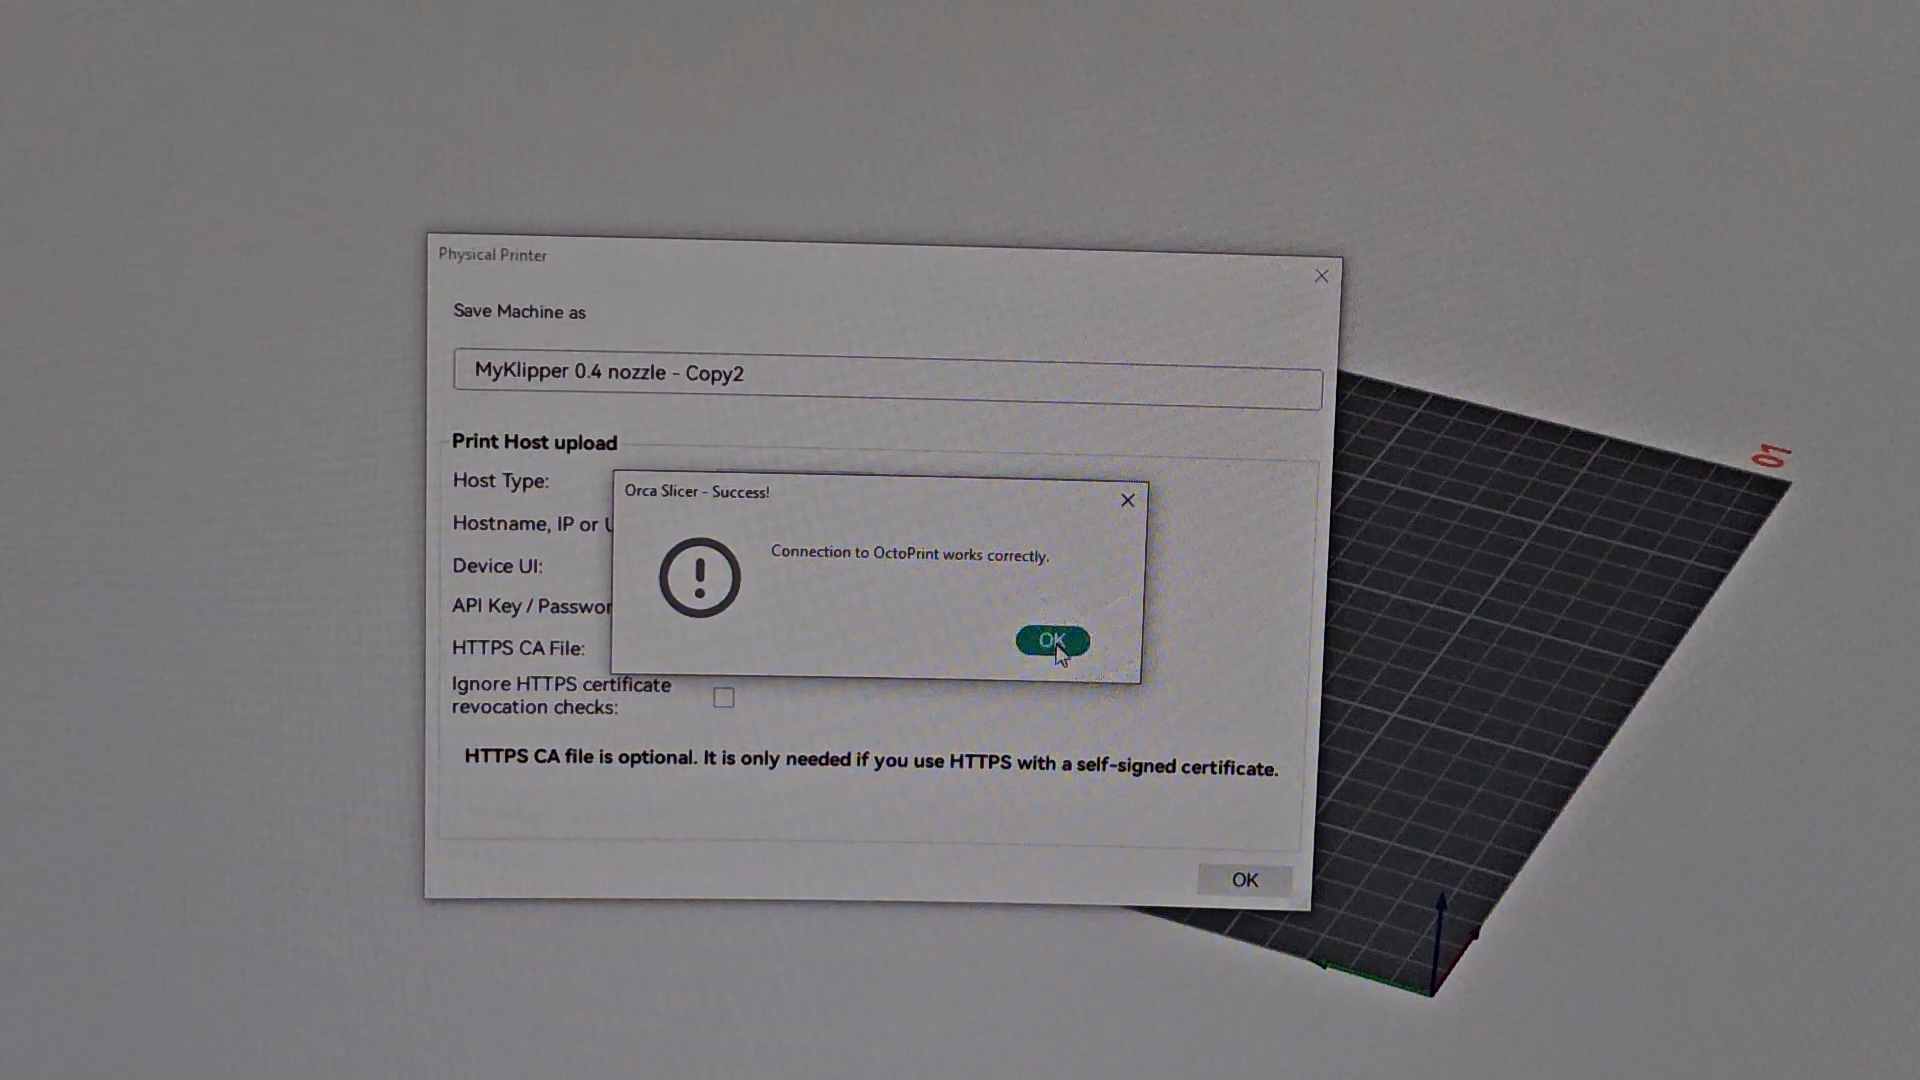 Physical Printer
Save Machine as
MyKlipper 0.4 nozzle - Copy2
Print Host upload
Host Type:
Hostname, IP or
Device UI:
API Key / Passwor
HTTPS CA File:
Ignore HTTPS certificate
revocation checks:
HTTPS CA file is optional. It is only needed if you use HTTPS with a self-signed certificate.
OK
Orca Slicer - Success!
Connection to OctoPrint works correctly.
OK
01